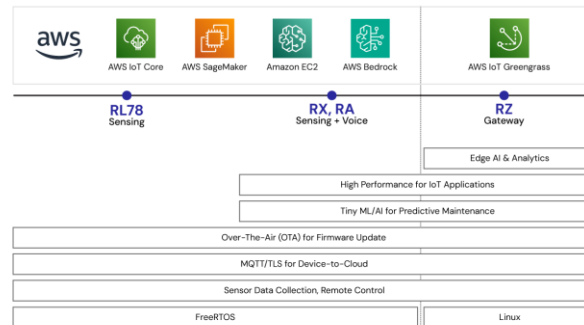 aws
AWS IoT Core
AWS SageMaker
Amazon EC2
AWS Bedrock
AWS IoT Greengrass
RL78
Sensing
RX, RA
Sensing + Voice
RZ
Gateway
Edge AI & Analytics
High Performance for IoT Applications
Tiny ML/AI for Predictive Maintenance
Over-The-Air (OTA) for Firmware Update
MQTT/TLS for Device-to-Cloud
Sensor Data Collection, Remote Control
FreeRTOS
Linux